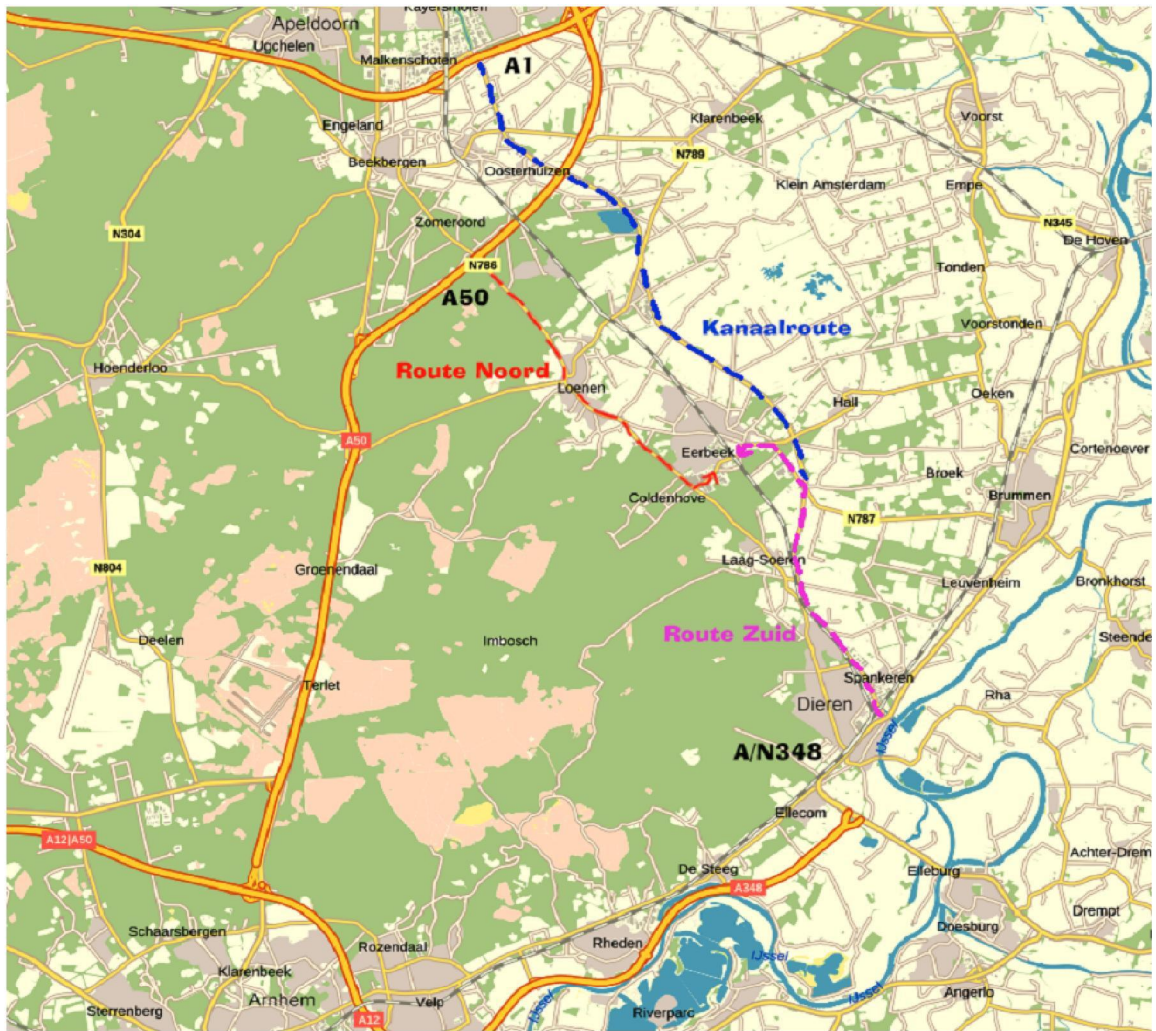 Kayersmolen
Apeldoorn
Ugchelen
Malkenschoten
A1
Engeland
Klarenbeek
Voorst
Beekbergen
Oosterhuizen
N789
Klein Amsterdam
Empe
Zomeroord
N304
N345
De Hoven
N786
Tonden
A50
Kanaalroute
Voorstonden
Hoenderloo
Route Noord
Loenen
Oeken
Hall
A50
Eerbeek
Cortenoever
Broek
Coldenhove
Brummen
N787
Laag-Soeren
N804
Groenendaal
Leuvenheim
Bronkhorst
Deelen
Imbosch
Route Zuid
Steende
Terlet
Spankeren
Rha
Dieren
IJssel
A/N348
Ellecom
A12|A50
Achter-Drem
De Steeg
Elleburg
A348
Drempt
Doesburg
Schaarsbergen
Rozendaal
Rheden
IJssel
Klarenbeek
Arnhem
Velp
IJssel
Angerlo
Sterrenberg
IJssel
Riverparc
A12